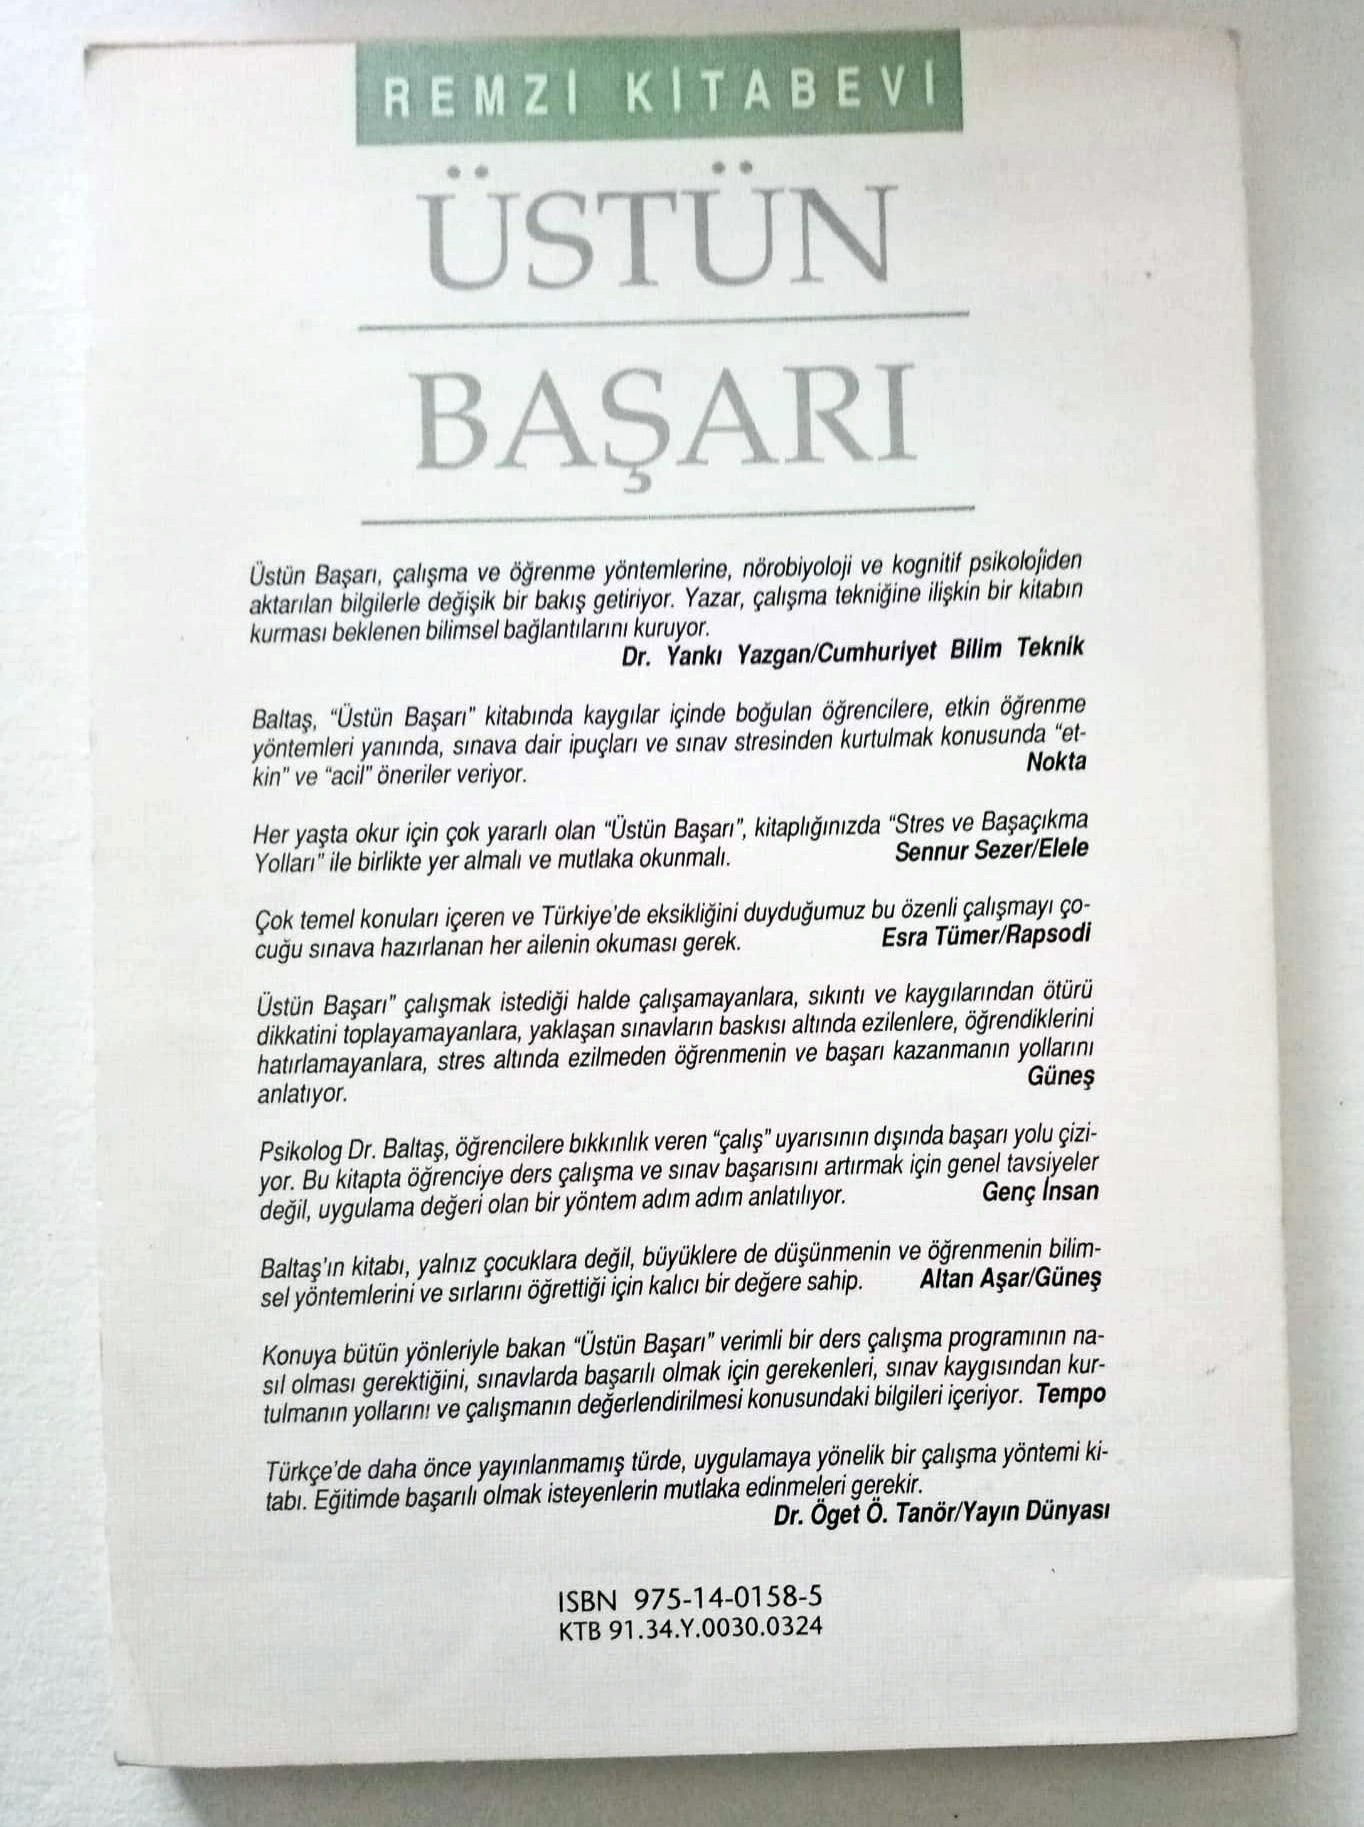 REMZİ KİTABEVİ
ÜSTÜN
BAŞARI
Üstün Başarı, çalışma ve öğrenme yöntemlerine, nörobiyoloji ve kognitif psikolojiden
aktarılan bilgilerle değişik bir bakış getiriyor. Yazar, çalışma tekniğine ilişkin bir kitabın
kurması beklenen bilimsel bağlantılarını kuruyor.
Dr. Yankı Yazgan/Cumhuriyet Bilim Teknik
Baltaş, “Üstün Başarı” kitabında kaygılar içinde boğulan öğrencilere, etkin öğrenme
yöntemleri yanında, sınava dair ipuçları ve sınav stresinden kurtulmak konusunda “et-
kin” ve “acil” öneriler veriyor. Nokta
Her yaşta okur için çok yararlı olan “Üstün Başarı”, kitaplığınızda “Stres ve Başaçıkma
Yolları” ile birlikte yer almalı ve mutlaka okunmalı. Sennur Sezer/Elele
Çok temel konuları içeren ve Türkiye'de eksikliğini duyduğumuz bu özenli çalışmayı ço-
cuğu sınava hazırlanan her ailenin okuması gerek. Esra Tümer/Rapsodi
Üstün Başarı” çalışmak istediği halde çalışamayanlara, sıkıntı ve kaygılarından ötürü
dikkatini toplayamayanlara, yaklaşan sınavların baskısı altında ezilenlere, öğrendiklerini
hatırlamayanlara, stres altında ezilmeden öğrenmenin ve başarı kazanmanın yollarını
anlatıyor. Güneş
Psikolog Dr. Baltaş, öğrencilere bıkkınlık veren “çalış” uyarısının dışında başarı yolu çizi-
yor. Bu kitapta öğrenciye ders çalışma ve sınav başarısını artırmak için genel tavsiyeler
değil, uygulama değeri olan bir yöntem adım adım anlatılıyor. Genç İnsan
Baltaş'ın kitabı, yalnız çocuklara değil, büyüklere de düşünmenin ve öğrenmenin bilim-
sel yöntemlerini ve sırlarını öğrettiği için kalıcı bir değere sahip. Altan Aşar/Güneş
Konuya bütün yönleriyle bakan “Üstün Başarı” verimli bir ders çalışma programının na-
sıl olması gerektiğini, sınavlarda başarılı olmak için gerekenleri, sınav kaygısından kur-
tulmanın yollarını ve çalışmanın değerlendirilmesi konusundaki bilgileri içeriyor. Tempo
Türkçe'de daha önce yayınlanmamış türde, uygulamaya yönelik bir çalışma yöntemi ki-
tabı. Eğitimde başarılı olmak isteyenlerin mutlaka edinmeleri gerekir.
Dr. Öget Ö. Tanör/Yayın Dünyası
ISBN 975-14-0158-5
KTB 91.34.Y.0030.0324